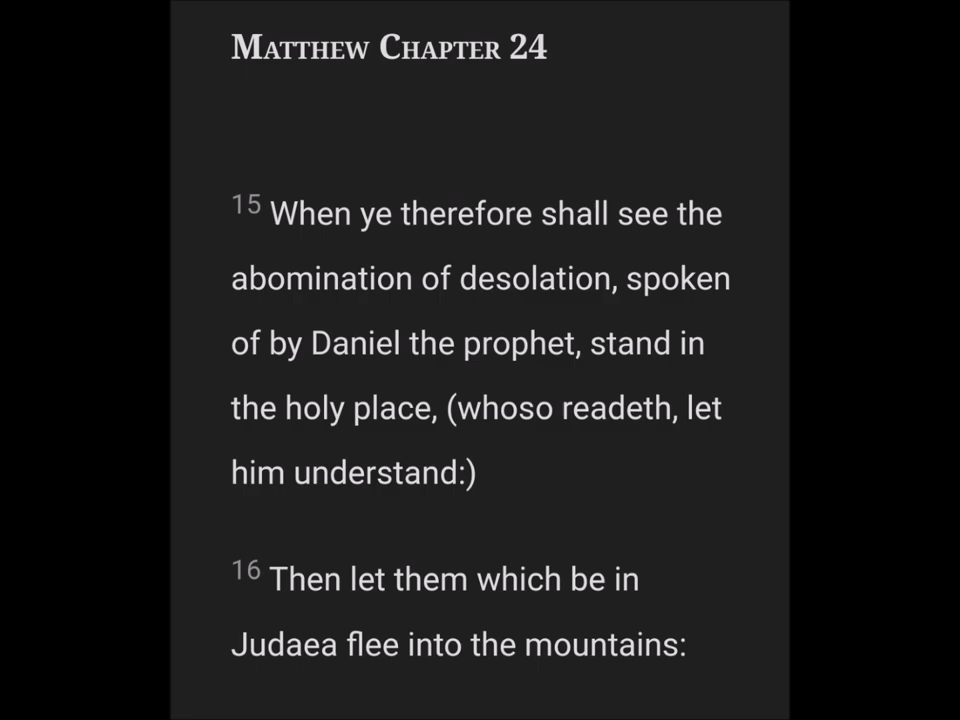 Matthew Chapter 24
15 When ye therefore shall see the
abomination of desolation, spoken
of by Daniel the prophet, stand in
the holy place, (whoso readeth, let
him understand:)
16 Then let them which be in
Judaea flee into the mountains: